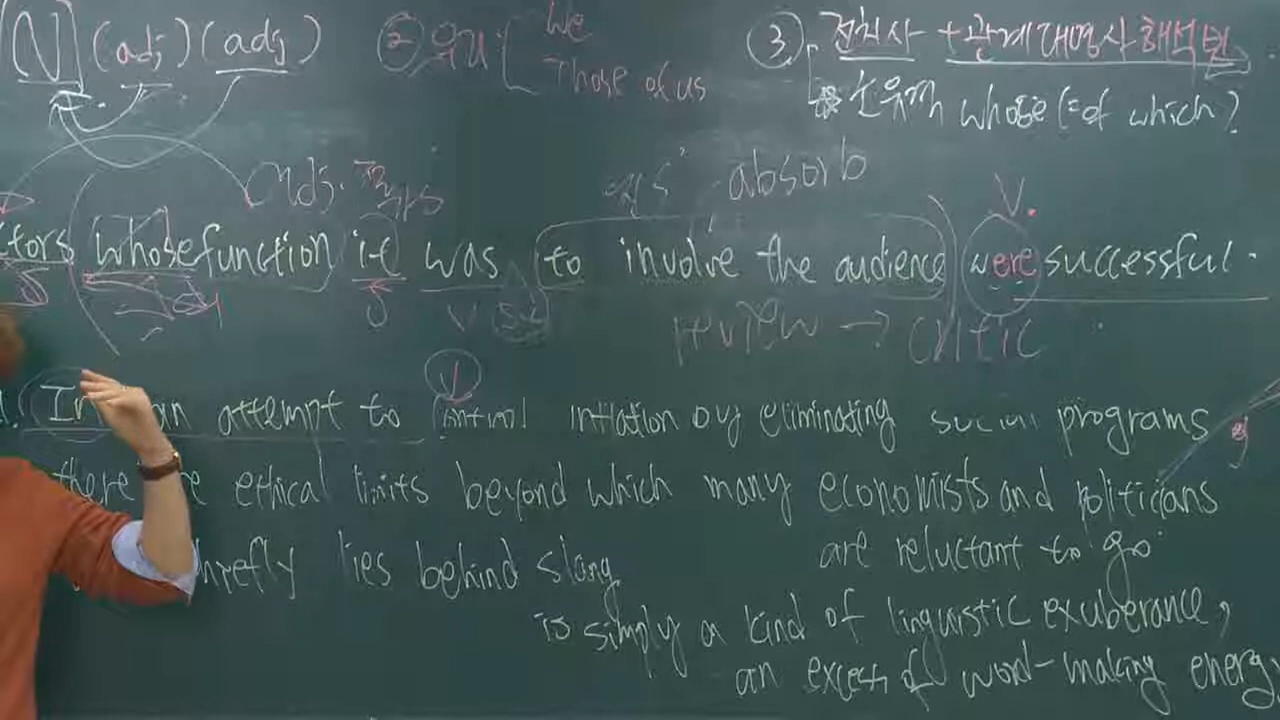 N (adj) (adj)
② 유사 We
Those of us
③ 전치사 + 관계대명사 해석법
소유격 whose (=of which)
adj.
absorb
V.
tors whose function it was to involve the audience were successful.
S V
review → critic
In an attempt to control inflation by eliminating social programs
there ethical limits beyond which many economists and politicians
are reluctant to go
lies behind slang
is simply a kind of linguistic exuberance,
an excess of word-making energy